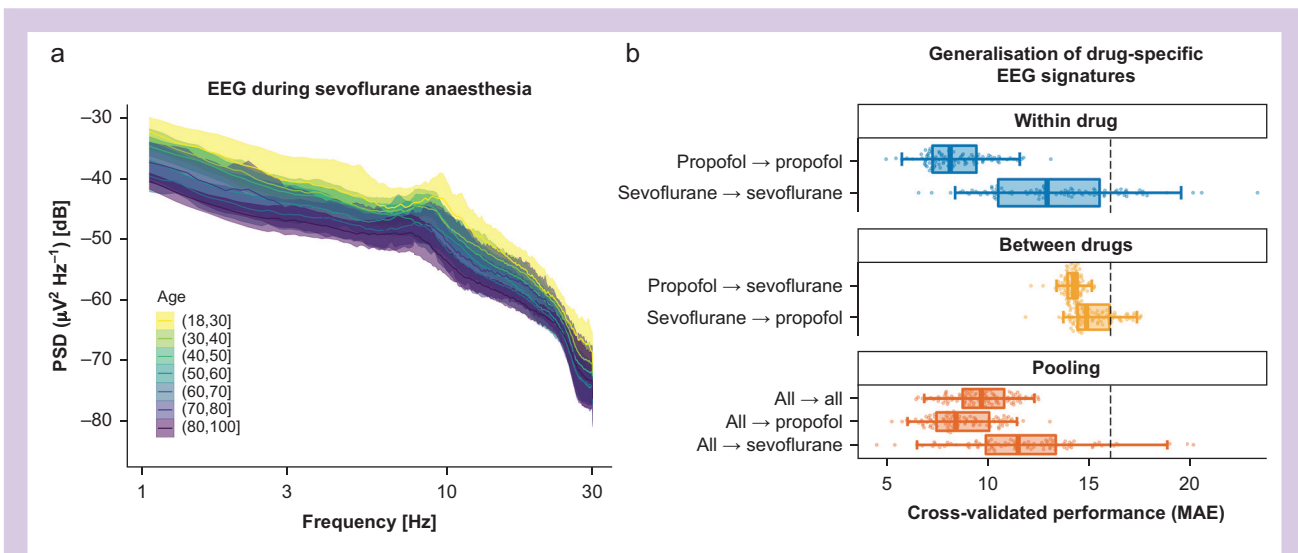 a
EEG during sevoflurane anaesthesia
PSD (μV² Hz⁻¹) [dB]
–30
–40
–50
–60
–70
–80
Age
(18,30]
(30,40]
(40,50]
(50,60]
(60,70]
(70,80]
(80,100]
1
3
10
30
Frequency [Hz]
b
Generalisation of drug-specific
EEG signatures
Within drug
Propofol → propofol
Sevoflurane → sevoflurane
Between drugs
Propofol → sevoflurane
Sevoflurane → propofol
Pooling
All → all
All → propofol
All → sevoflurane
5
10
15
20
Cross-validated performance (MAE)